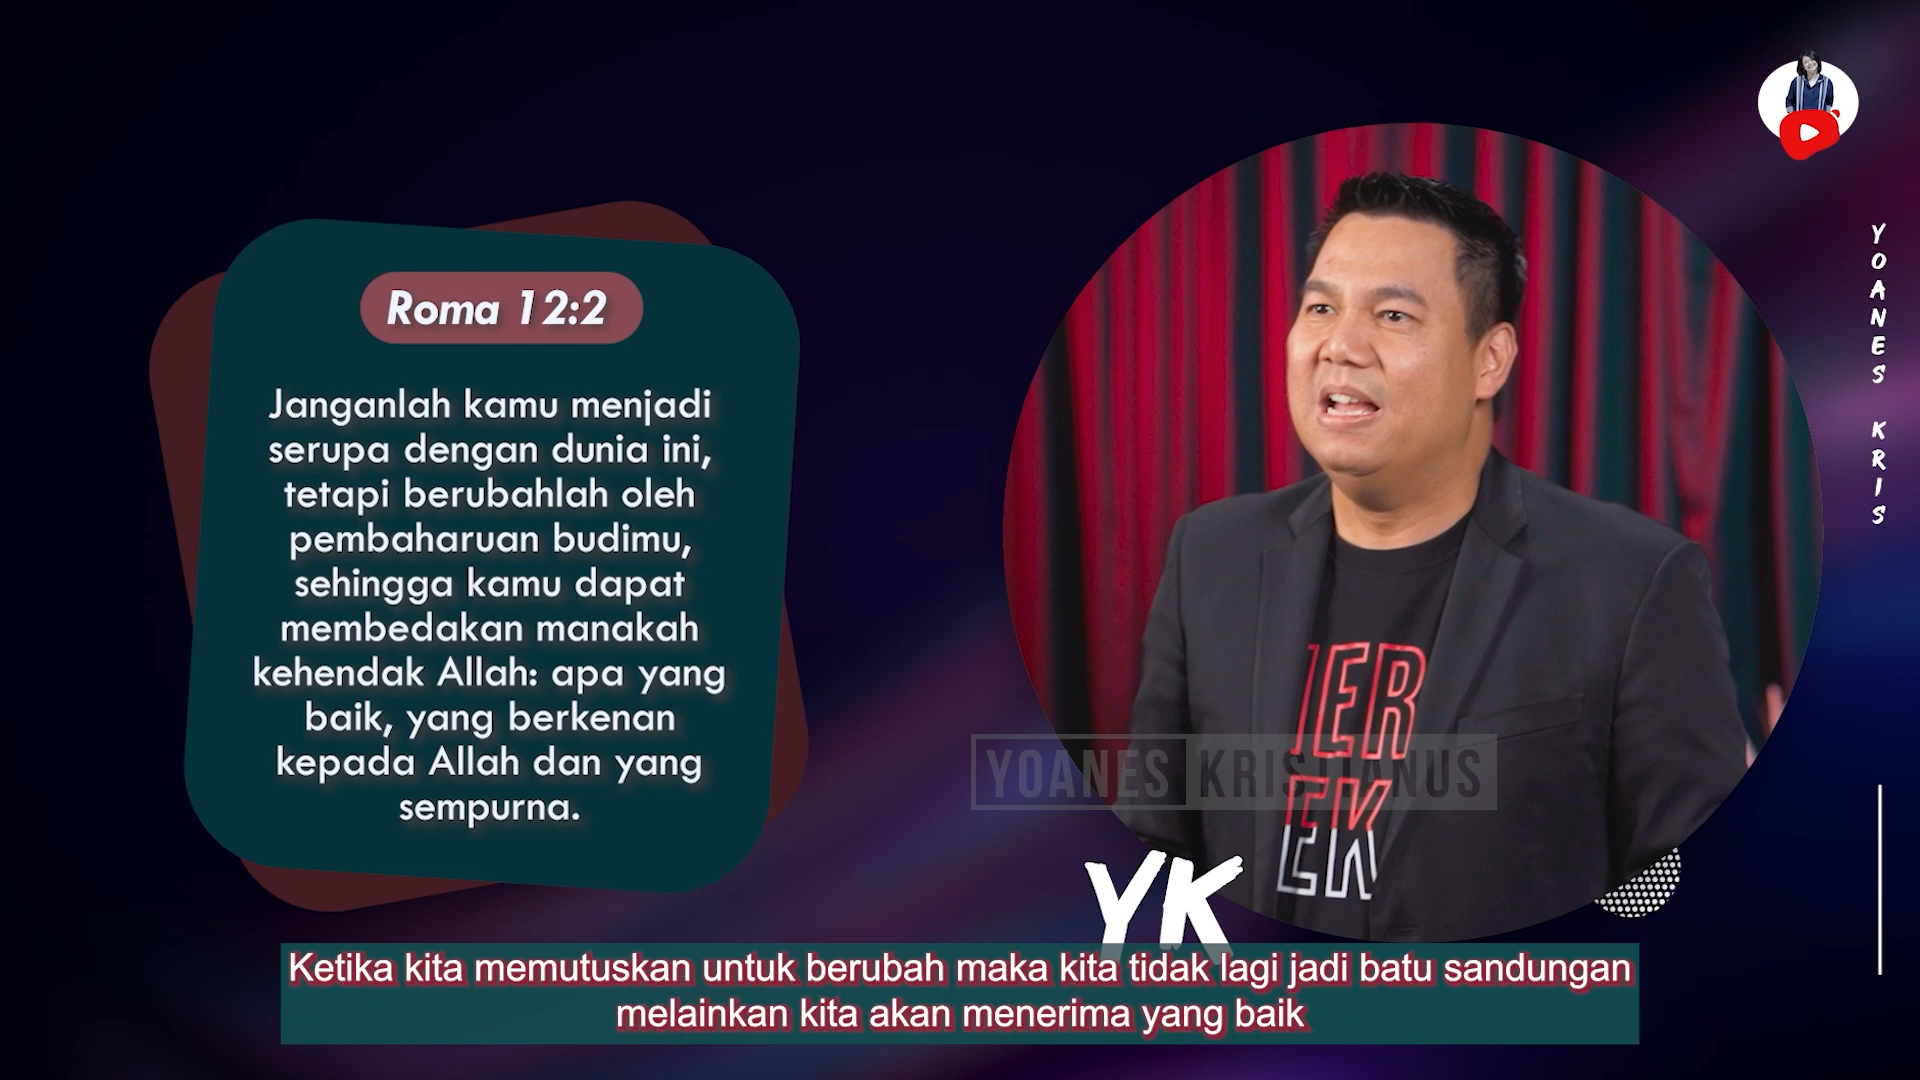 Roma 12:2
Janganlah kamu menjadi
serupa dengan dunia ini,
tetapi berubahlah oleh
pembaharuan budimu,
sehingga kamu dapat
membedakan manakah
kehendak Allah: apa yang
baik, yang berkenan
kepada Allah dan yang
sempurna.
YOANES KRIS
IER
EK
YOANES KRISTIANUS
YK
Ketika kita memutuskan untuk berubah maka kita tidak lagi jadi batu sandungan
melainkan kita akan menerima yang baik